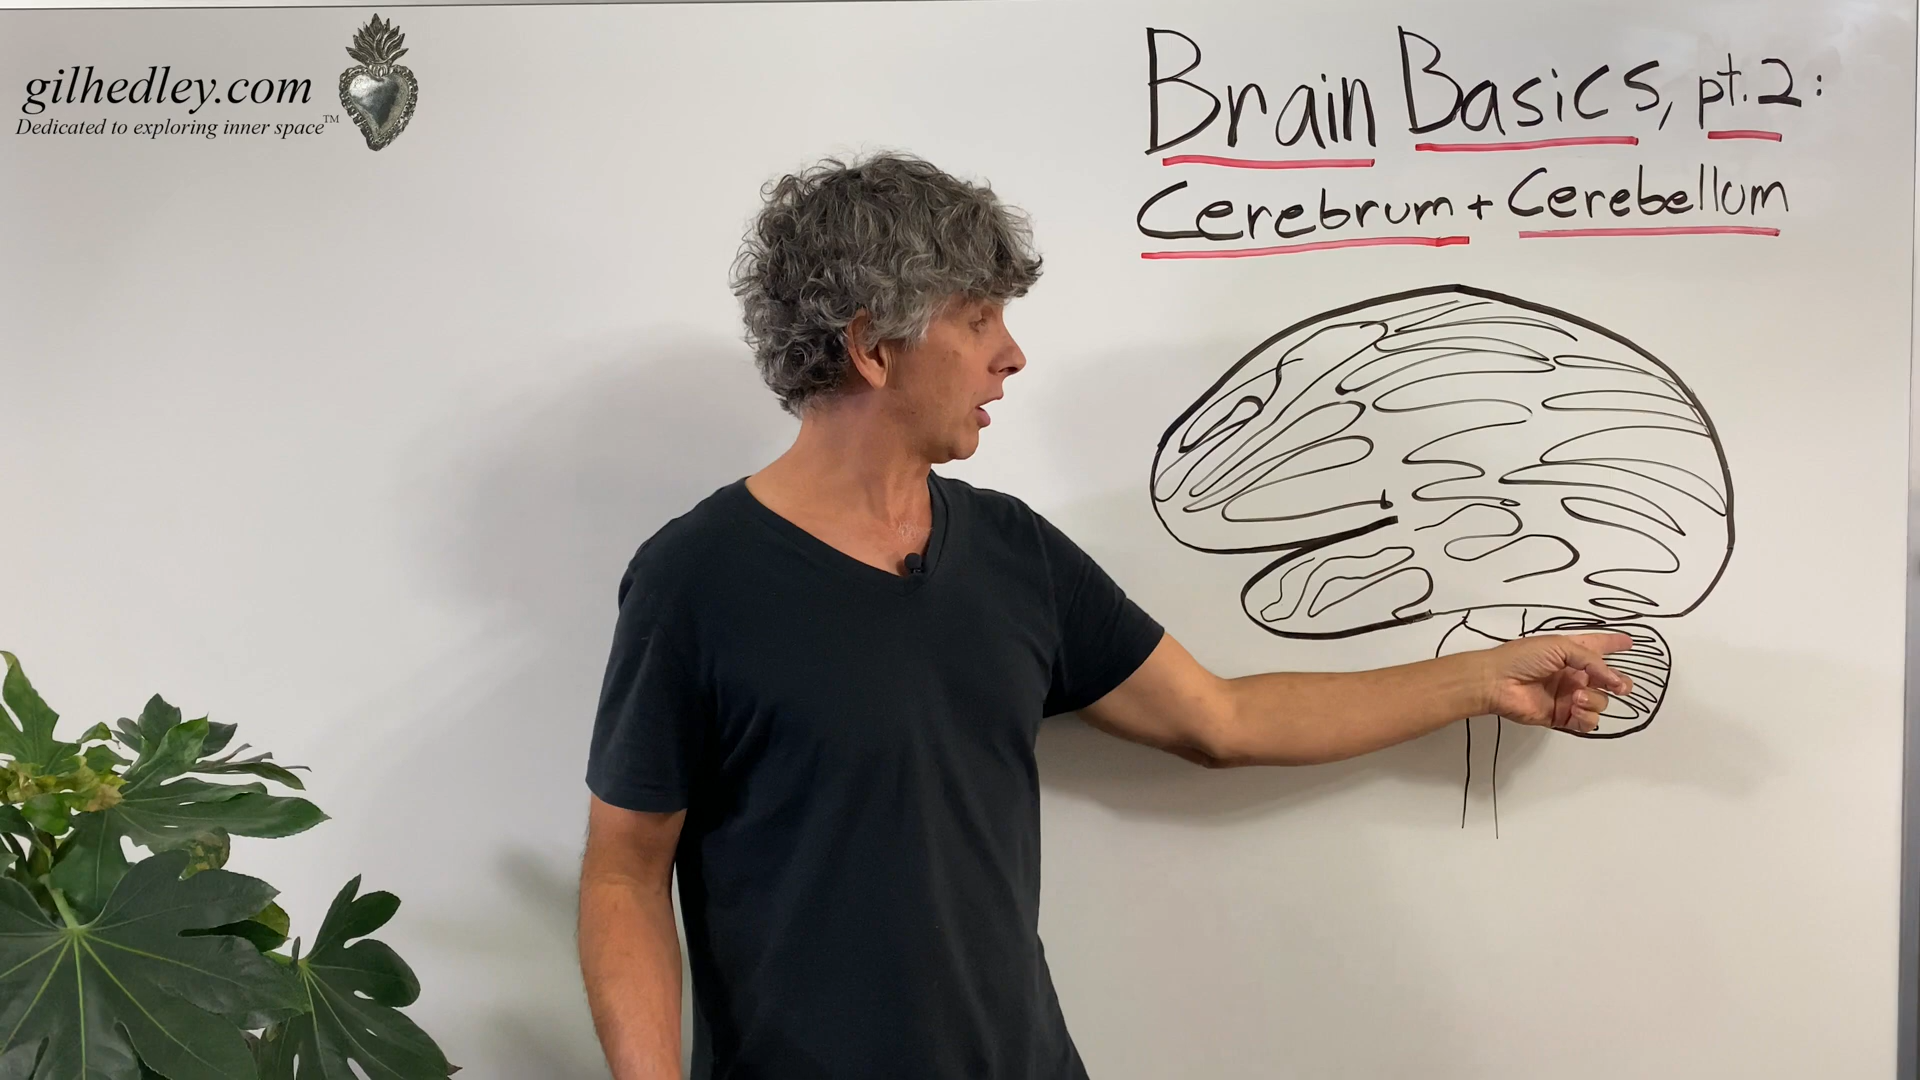 gilhedley.com
Dedicated to exploring inner space™
Brain Basics, pt. 2:
Cerebrum + Cerebellum